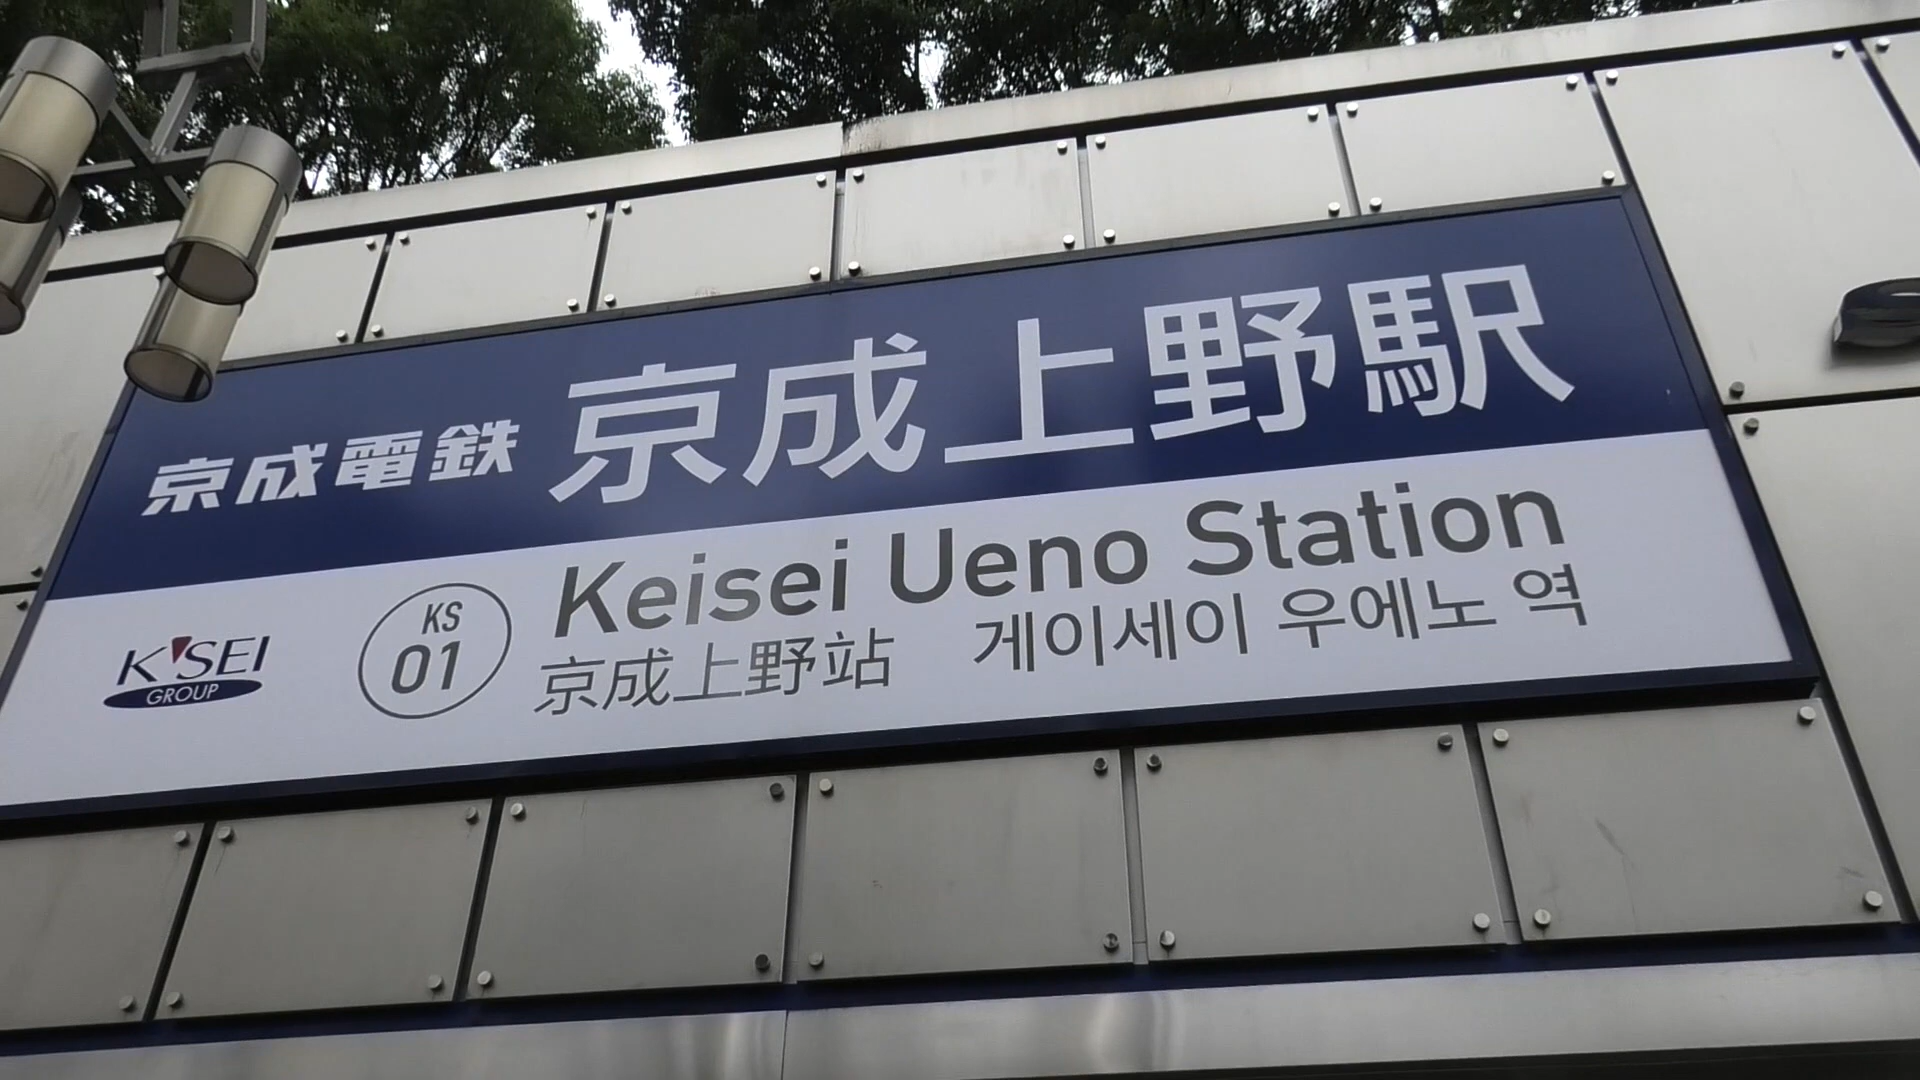 京成電鉄 京成上野駅
K'SEI GROUP
KS 01
Keisei Ueno Station
京成上野站 게이세이 우에노 역